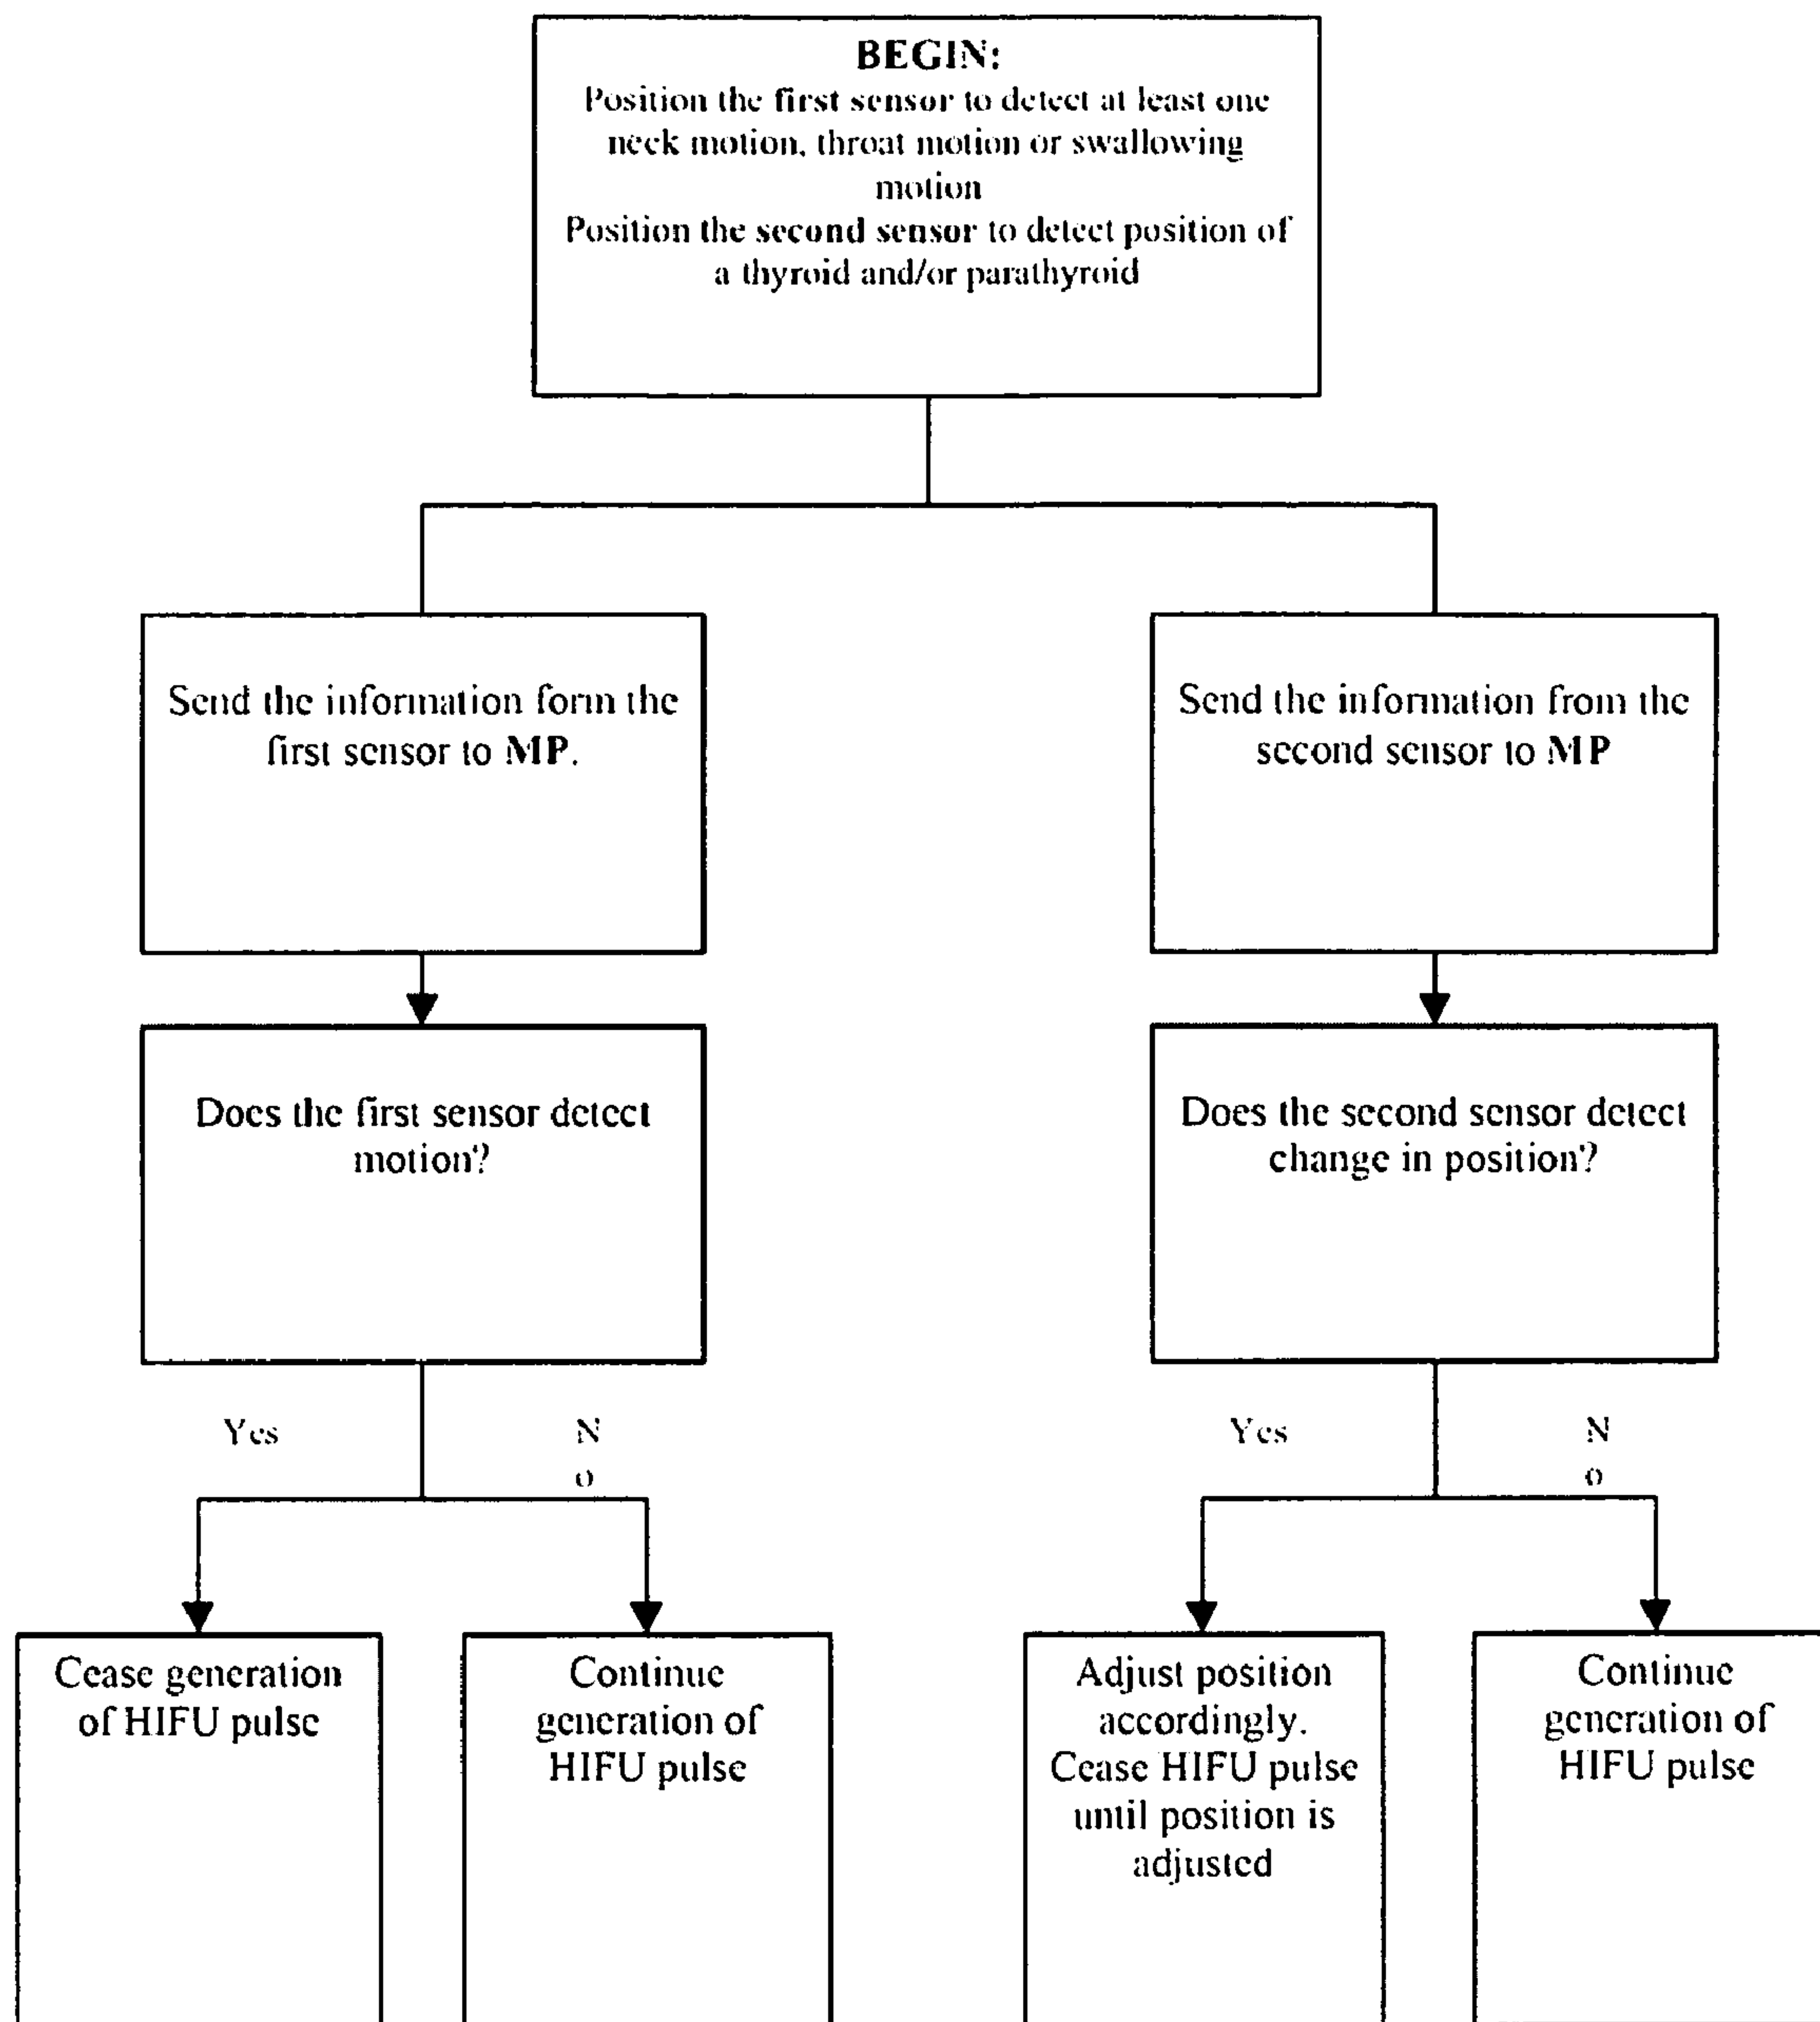 BEGIN:
Position the first sensor to detect at least one
neck motion, throat motion or swallowing
motion
Position the second sensor to detect position of
a thyroid and/or parathyroid
Send the information form the
first sensor to MP.
Send the information from the
second sensor to MP
Does the first sensor detect
motion?
Does the second sensor detect
change in position?
Yes
N
o
Yes
N
o
Cease generation
of HIFU pulse
Continue
generation of
HIFU pulse
Adjust position
accordingly.
Cease HIFU pulse
until position is
adjusted
Continue
generation of
HIFU pulse